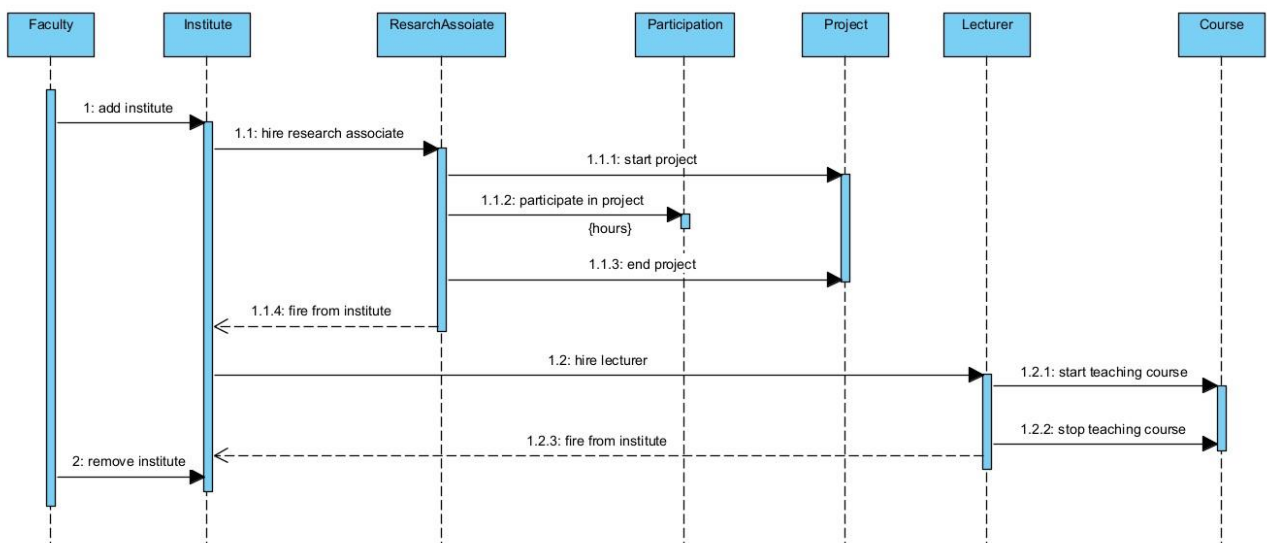 Faculty
Institute
ResarchAssoiate
Participation
Project
Lecturer
Course
1: add institute
1.1: hire research associate
1.1.1: start project
1.1.2: participate in project
{hours}
1.1.3: end project
1.1.4: fire from institute
1.2: hire lecturer
1.2.1: start teaching course
1.2.2: stop teaching course
1.2.3: fire from institute
2: remove institute